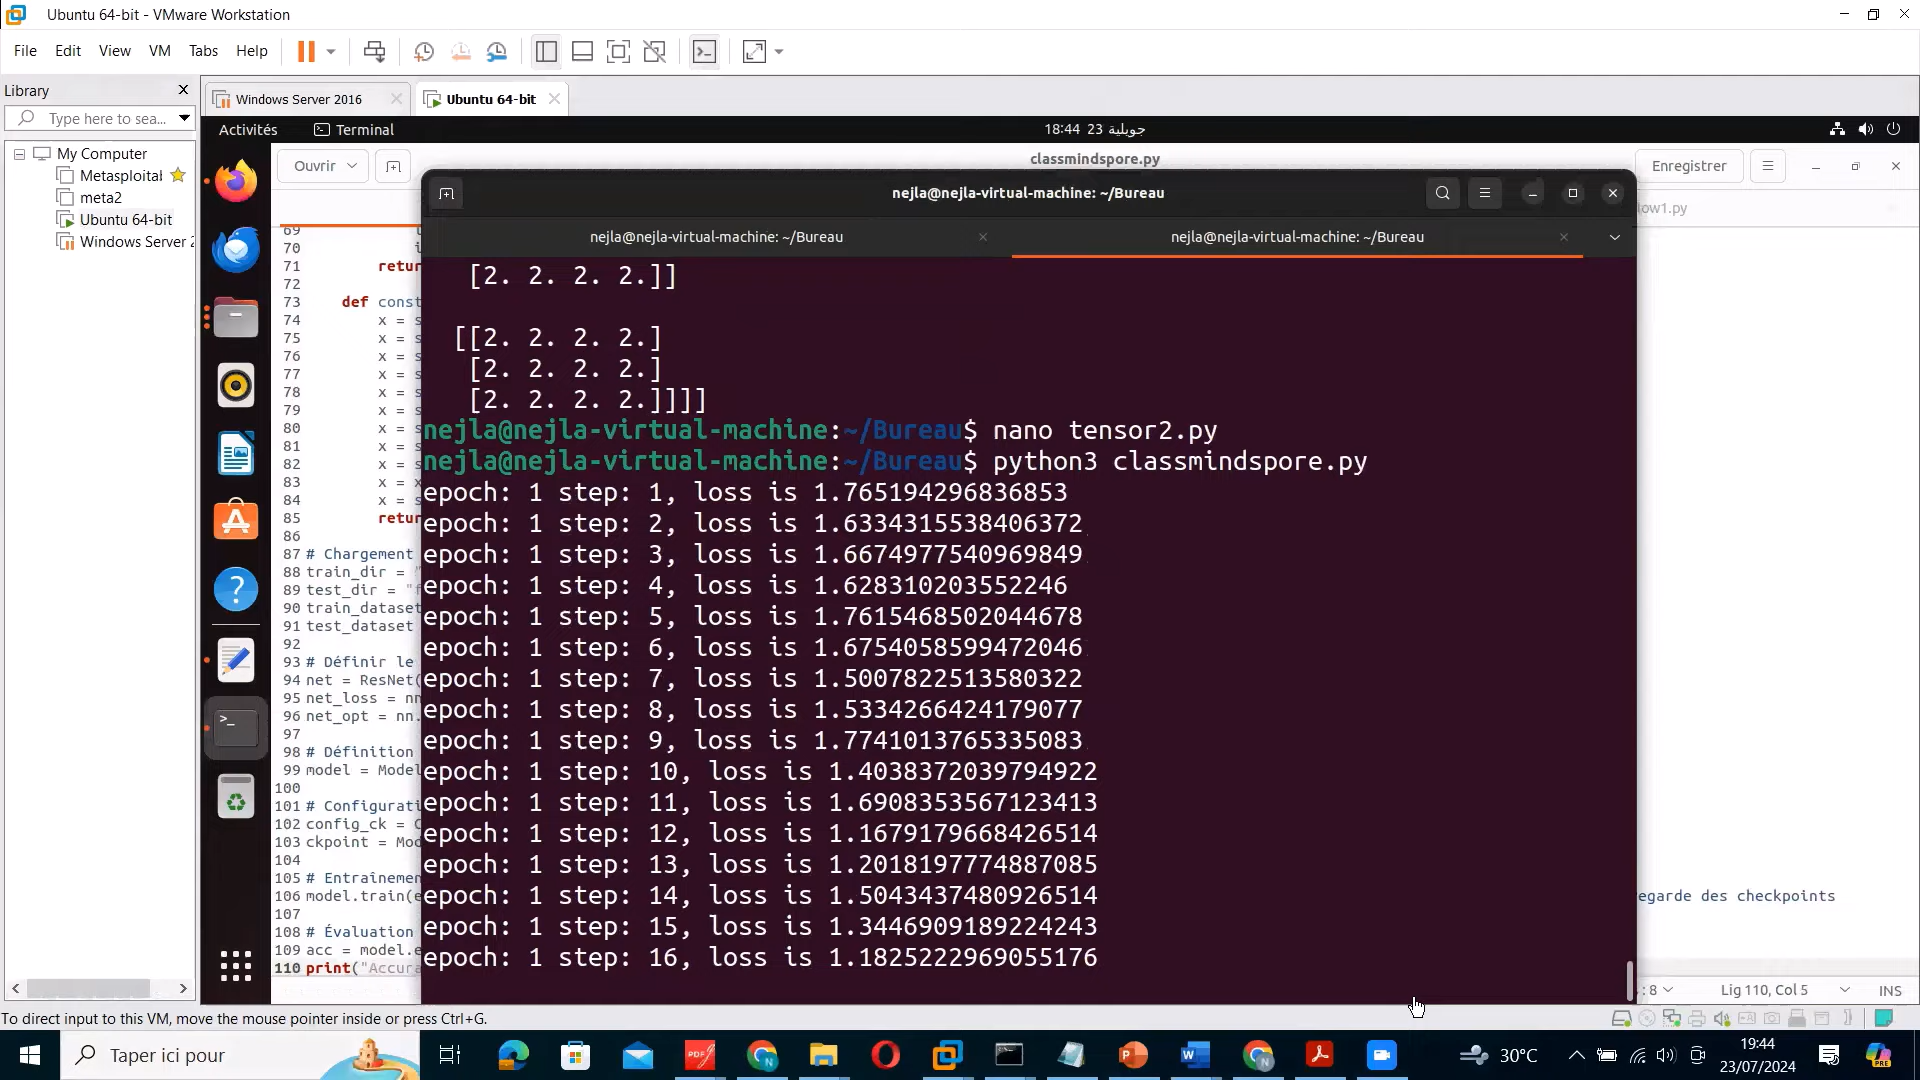 Ubuntu 64-bit - VMware Workstation
File Edit View VM Tabs Help
Library
Type here to sea...
My Computer
Metasploital
meta2
Ubuntu 64-bit
Windows Server 2
Windows Server 2016
Ubuntu 64-bit
Activités
Terminal
18:44 23 جويلية
Ouvrir
classmindspore.py
Enregistrer
low1.py
nejla@nejla-virtual-machine: ~/Bureau
nejla@nejla-virtual-machine: ~/Bureau
nejla@nejla-virtual-machine: ~/Bureau
69
70 i
71 retur
72
73 def const
74 x = s
75 x = s
76 x = s
77 x = s
78 x = s
79 x = s
80 x = s
81 x = s
82 x = s
83 x = x
84 x = s
85 retur
86
87 # Chargement
88 train_dir = "
89 test_dir = "f
90 train_dataset
91 test_dataset
92
93 # Définir le
94 net = ResNet(
95 net_loss = nn
96 net_opt = nn.
97
98 # Définition
99 model = Model
100
101 # Configurati
102 config_ck = C
103 ckpoint = Mod
104
105 # Entraînemen
106 model.train(e
egarde des checkpoints
107
108 # Évaluation
109 acc = model.e
110 print("Accura
[2. 2. 2. 2.]]
[[2. 2. 2. 2.]
[2. 2. 2. 2.]
[2. 2. 2. 2.]]]]
nejla@nejla-virtual-machine:~/Bureau$ nano tensor2.py
nejla@nejla-virtual-machine:~/Bureau$ python3 classmindspore.py
epoch: 1 step: 1, loss is 1.765194296836853
epoch: 1 step: 2, loss is 1.6334315538406372
epoch: 1 step: 3, loss is 1.6674977540969849
epoch: 1 step: 4, loss is 1.628310203552246
epoch: 1 step: 5, loss is 1.7615468502044678
epoch: 1 step: 6, loss is 1.6754058599472046
epoch: 1 step: 7, loss is 1.5007822513580322
epoch: 1 step: 8, loss is 1.5334266424179077
epoch: 1 step: 9, loss is 1.7741013765335083
epoch: 1 step: 10, loss is 1.4038372039794922
epoch: 1 step: 11, loss is 1.6908353567123413
epoch: 1 step: 12, loss is 1.1679179668426514
epoch: 1 step: 13, loss is 1.2018197774887085
epoch: 1 step: 14, loss is 1.5043437480926514
epoch: 1 step: 15, loss is 1.3446909189224243
epoch: 1 step: 16, loss is 1.1825222969055176
: 8
Lig 110, Col 5
INS
To direct input to this VM, move the mouse pointer inside or press Ctrl+G.
Taper ici pour
30°C
19:44
23/07/2024